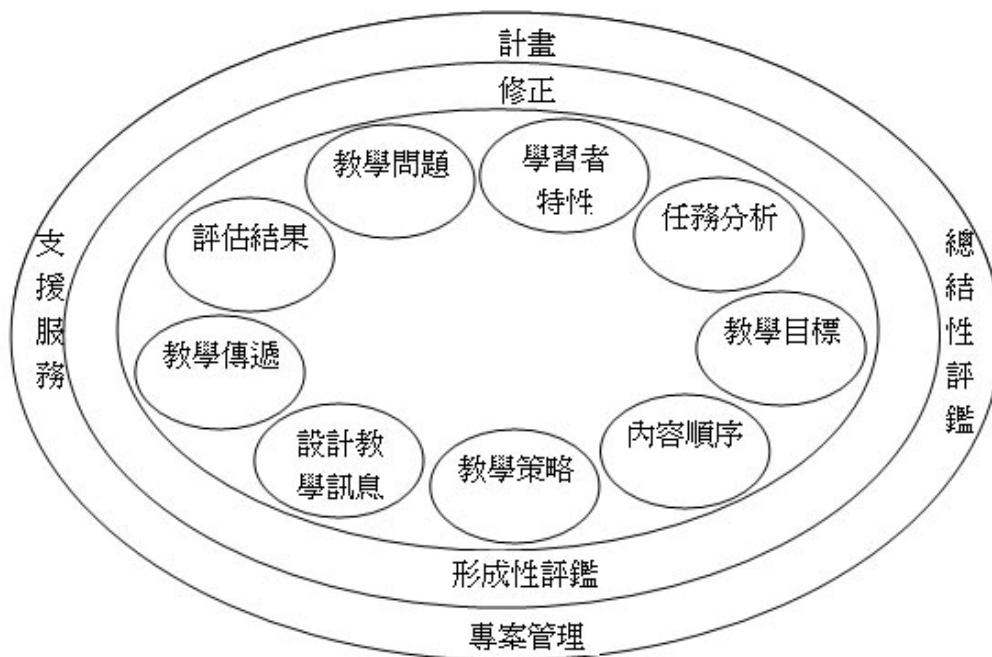 計畫
修正
教學問題
學習者
特性
任務分析
評估結果
支援服務
總結性評鑑
教學目標
教學傳遞
設計教
學訊息
教學策略
內容順序
形成性評鑑
專案管理